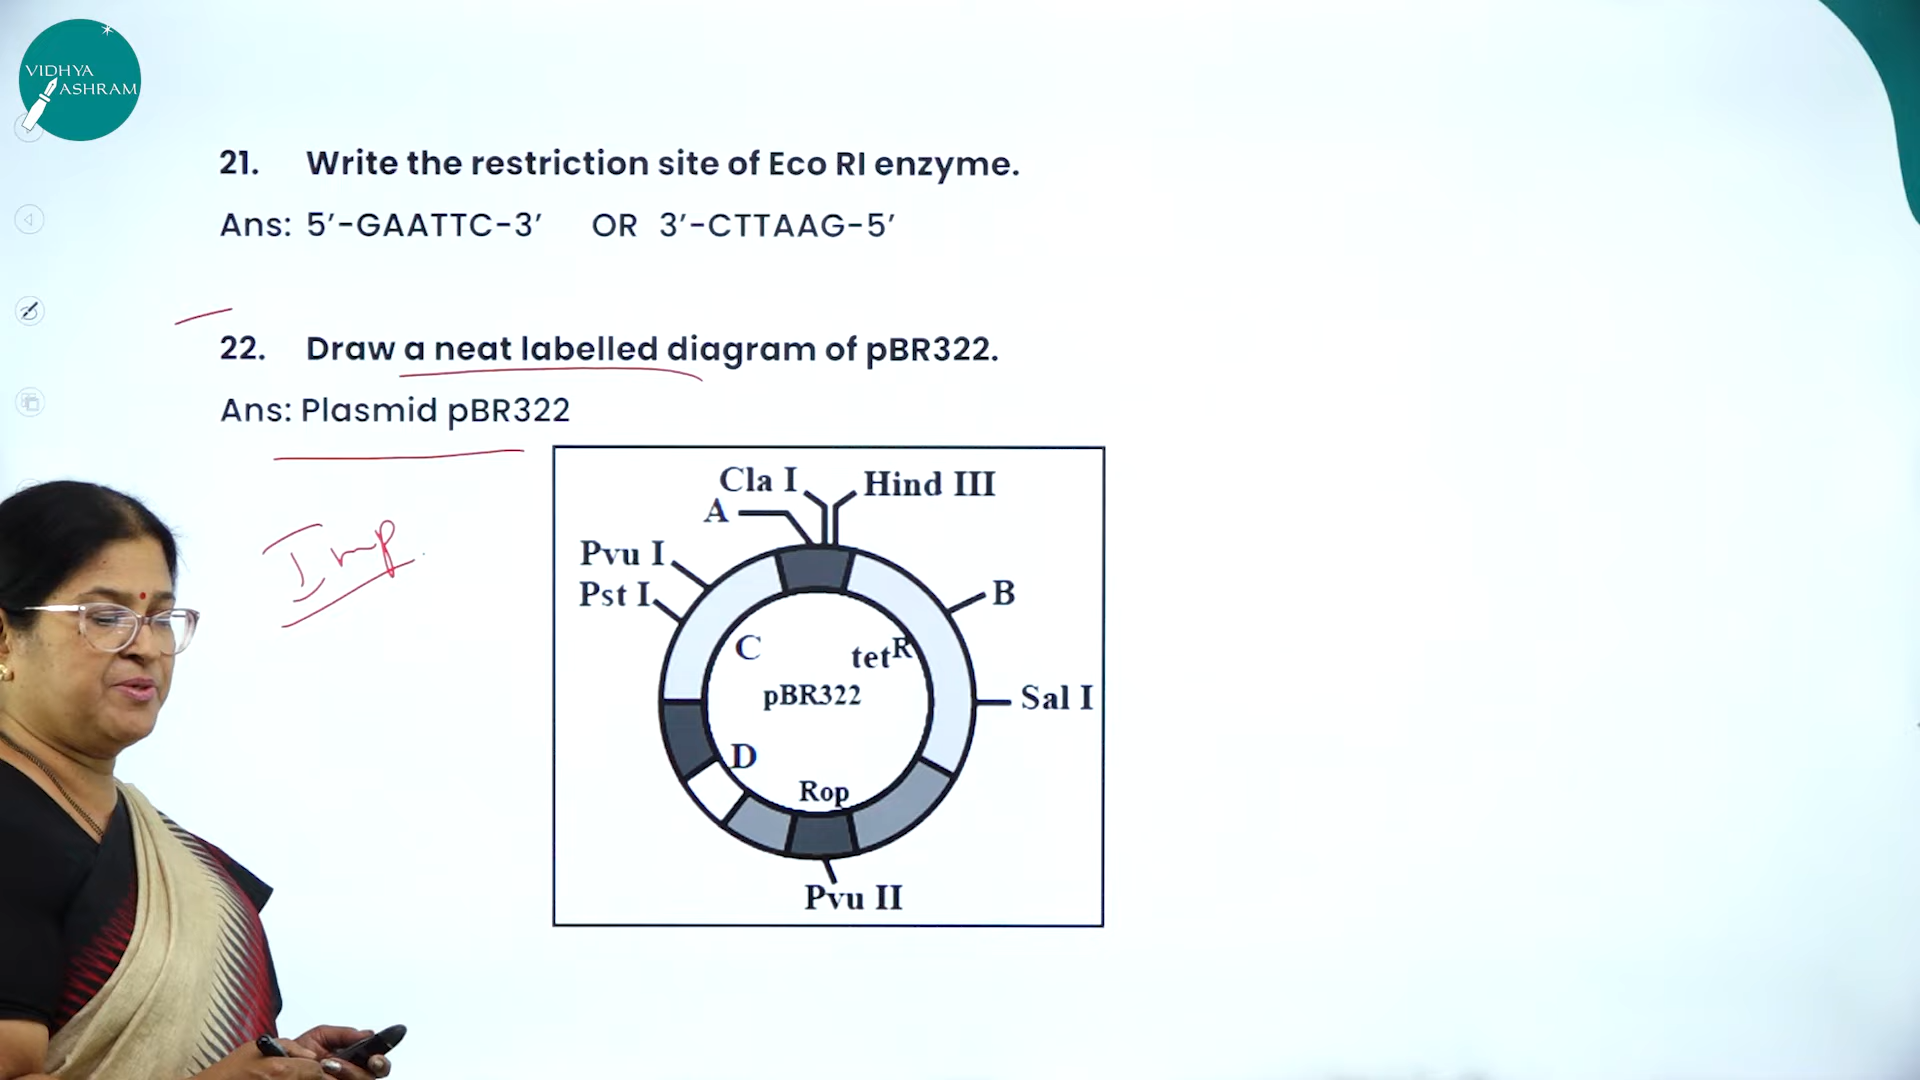 VIDHYA
ASHRAM
21. Write the restriction site of Eco RI enzyme.
Ans: 5’-GAATTC-3’ OR 3’-CTTAAG-5’
22. Draw a neat labelled diagram of pBR322.
Ans: Plasmid pBR322
Imp
Cla I
Hind III
A
Pvu I
Pst I
B
C
tetR
pBR322
Sal I
D
Rop
Pvu II